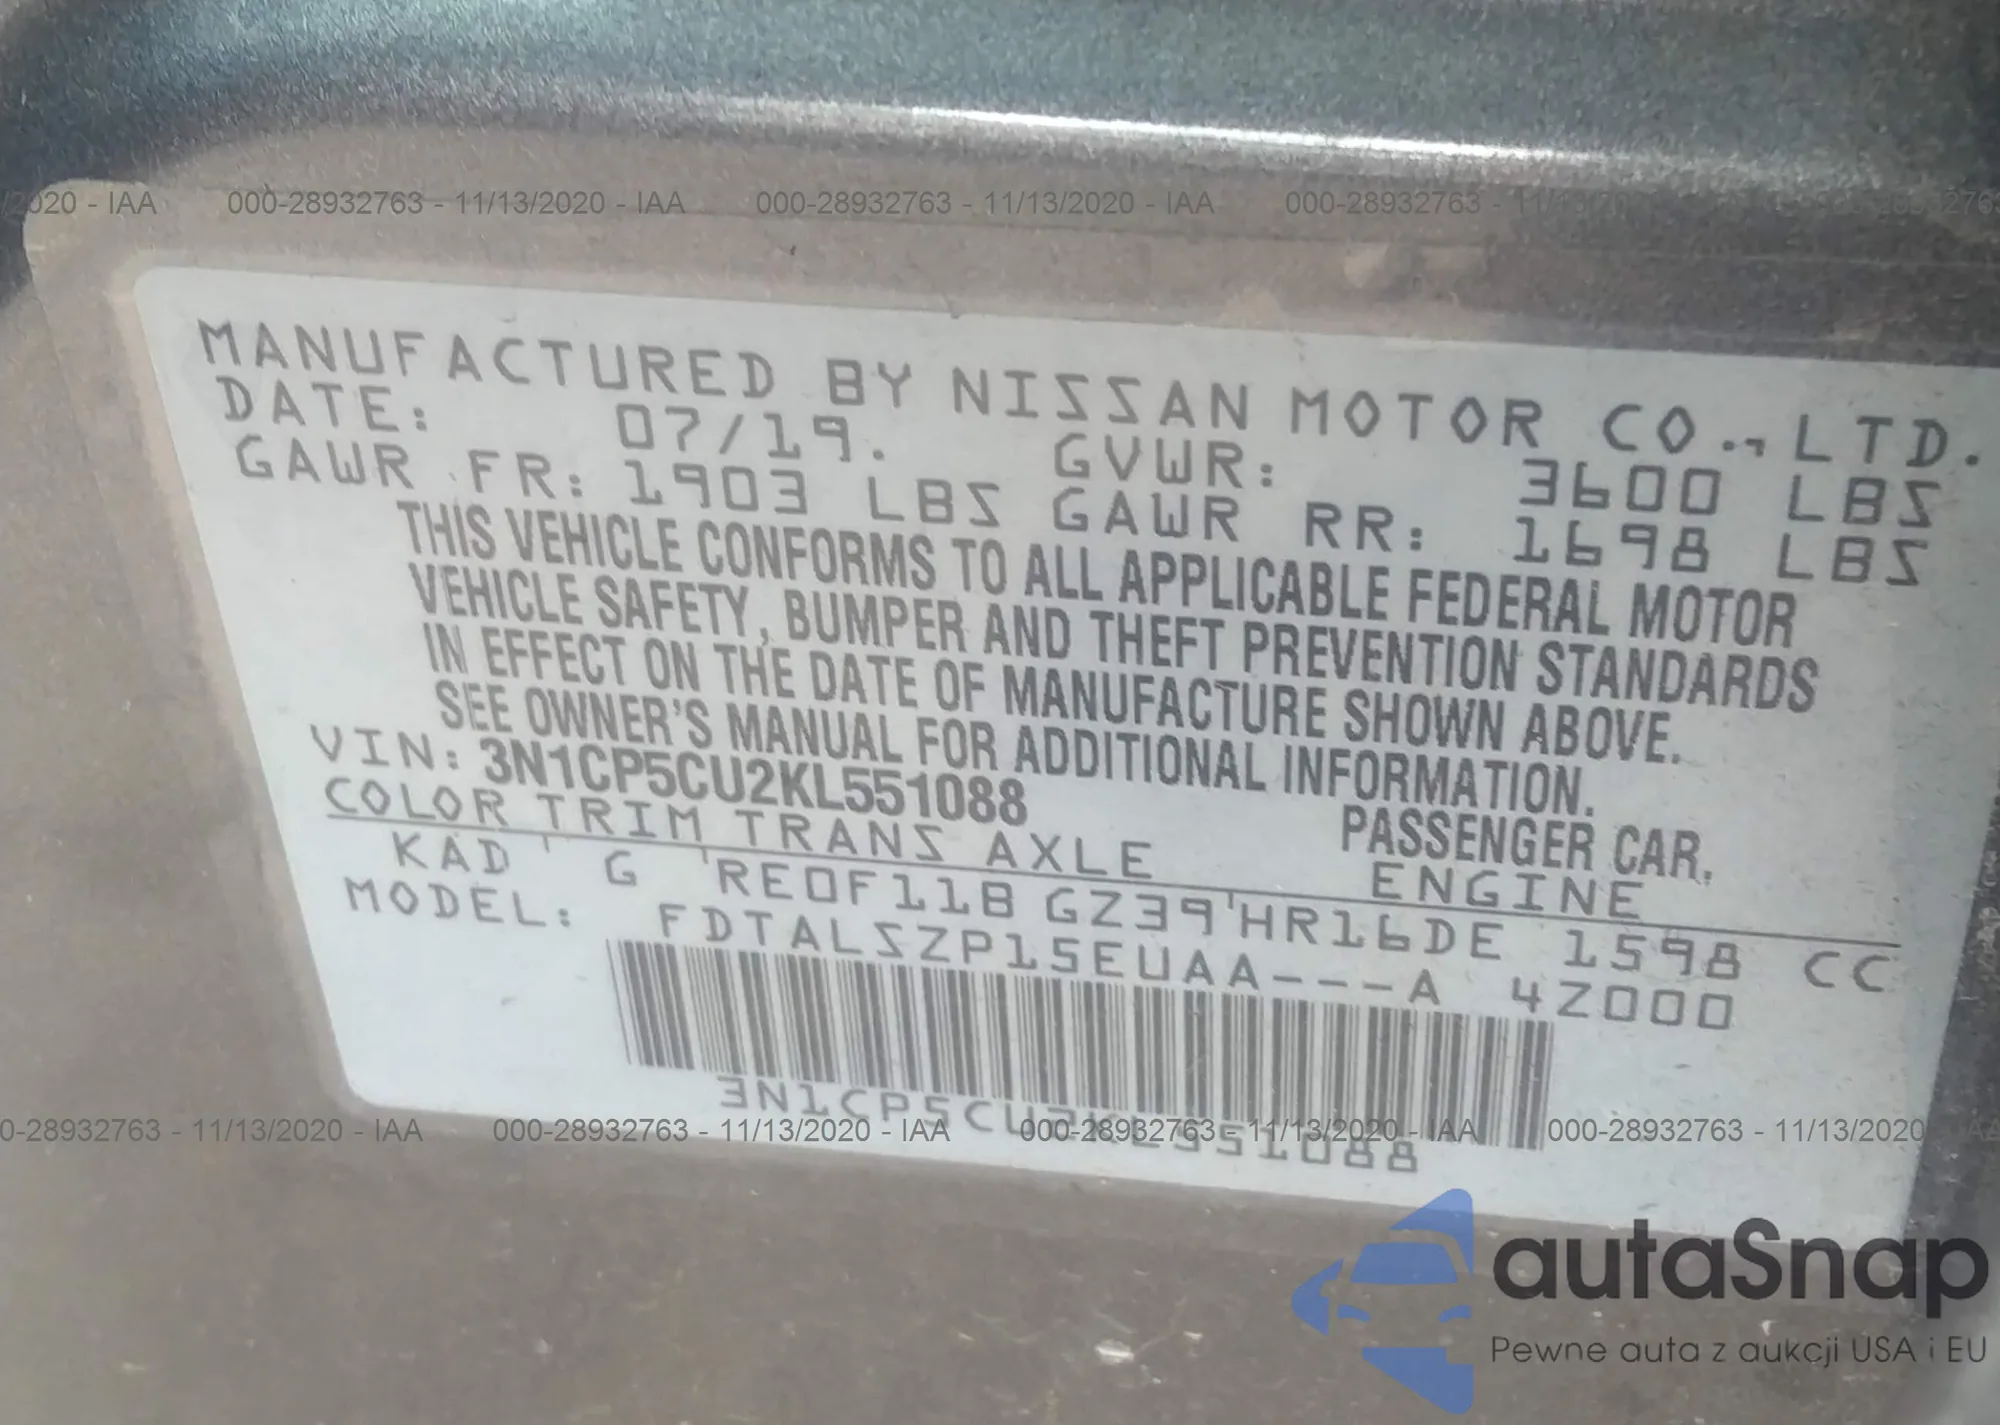 /2020 - IAA 000-28932763 - 11/13/2020 - IAA 000-28932763 - 11/13/2020 - IAA 000-28932763 - 11/13/20
MANUFACTURED BY NISSAN MOTOR CO.,LTD.
DATE: 07/19. GVWR: 3600 LBS
GAWR FR: 1903 LBS GAWR RR: 1698 LBS
THIS VEHICLE CONFORMS TO ALL APPLICABLE FEDERAL MOTOR
VEHICLE SAFETY, BUMPER AND THEFT PREVENTION STANDARDS
IN EFFECT ON THE DATE OF MANUFACTURE SHOWN ABOVE.
SEE OWNER'S MANUAL FOR ADDITIONAL INFORMATION.
VIN: 3N1CP5CU2KL551088 PASSENGER CAR.
COLOR TRIM TRANS AXLE ENGINE
KAD G RE0F11B GZ39 HR16DE 1598 CC
MODEL: FDTALSZP15EUAA---A 4Z000
3N1CP5CU2KL551088
0-28932763 - 11/13/2020 - IAA 000-28932763 - 11/13/2020 - IAA 000-28932763 - 11/13/2020 - IAA 000-28932763 - 11/13/2020
autaSnap
Pewne auta z aukcji USA i EU